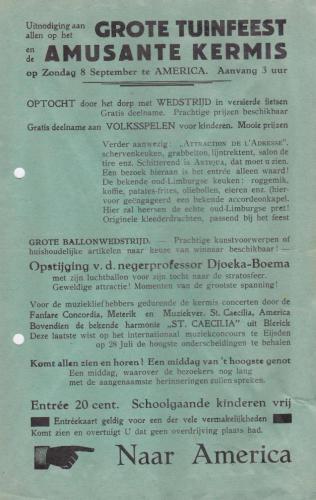 Uitnodiging aan
allen op het
en
de
GROTE TUINFEEST
AMUSANTE KERMIS
op Zondag 8 September te AMERICA. Aanvang 3 uur
OPTOCHT door het dorp met WEDSTRIJD in versierde fietsen
Gratis deelname. Prachtige prijzen beschikbaar
Gratis deelname aan VOLKSSPELEN voor kinderen. Mooie prijzen
Verder aanwezig: „ATTRACTION DE L'ADRESSE",
schervenkeuken, grabbelton, lijntrektent, salon de
tire enz. Schitterend is ANTIQUA, dat moet u zien.
Een bezoek hieraan is het entrée alleen waard!
De bekende oud-Limburgse keuken: roggemik,
koffie, patates-frites, oliebollen, eieren enz. (hier-
voor geëngageerd een bekende accordeonkapel.
Hier zal heersen de echte oud-Limburgse pret!
Originele klederdrachten, passend bij het feest
GROTE BALLONWEDSTRIJD. — Prachtige kunstvoorwerpen of
huishoudelijke artikelen naar keuze van winnaar beschikbaar! —
Opstijging v. d. negerprofessor Djoeka-Boema
met zijn luchtballon voor zijn tocht naar de stratosfeer.
Geweldige attractie! Momenten van de grootste spanning!
Voor de muziekliefhebbers gedurende de kermis concerten door de
Fanfare Concordia, Meterik en Muziekver. St. Caecilia, America
Bovendien de bekende harmonie „ST. CAECILIA" uit Blerick
Deze laatste wist op het internationaal muziekconcours te Eijsden
op 28 Juli de hoogste onderscheidingen te behalen
Komt allen zien en horen! Een middag van 't hoogste genot
Een middag, waarover de bezoekers nog lang
met de aangenaamste herinneringen zullen spreken.
Entrée 20 cent. Schoolgaande kinderen vrij
Entréekaart geldig voor een der vele vermakelijkheden
Komt zien en overtuigt U dat geen overdrijving plaats had.
Naar America